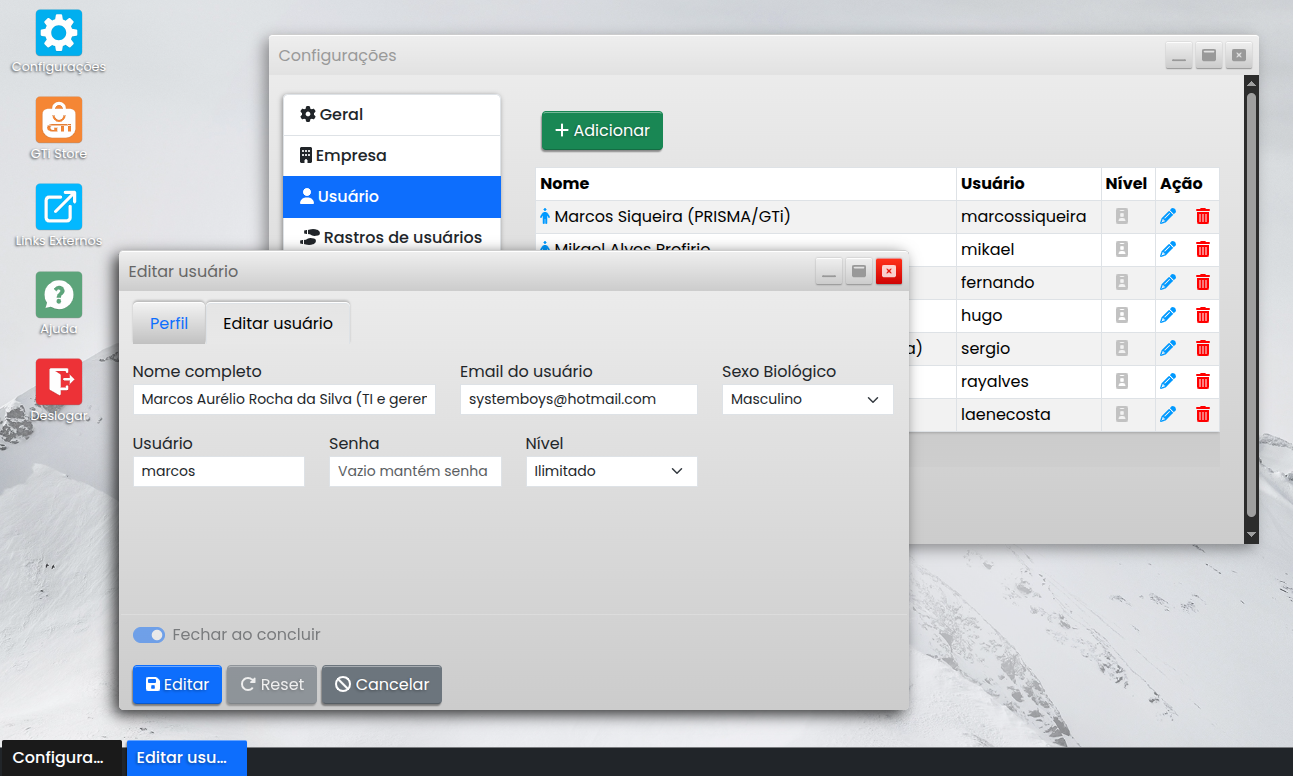 Configurações
GTi
GTI Store
Links Externos
Ajuda
Deslogar
Configurações
Geral
Empresa
Usuário
Rastros de usuários
Adicionar
Nome Usuário Nível Ação
Marcos Siqueira (PRISMA/GTi) marcossiqueira
Mikael Alves Profirio mikael
fernando
hugo
a) sergio
rayalves
laenecosta
Editar usuário
Perfil Editar usuário
Nome completo Email do usuário Sexo Biológico
Marcos Aurélio Rocha da Silva (TI e geren systemboys@hotmail.com Masculino
Usuário Senha Nível
marcos Vazio mantém senha Ilimitado
Fechar ao concluir
Editar Reset Cancelar
Configura... Editar usu...